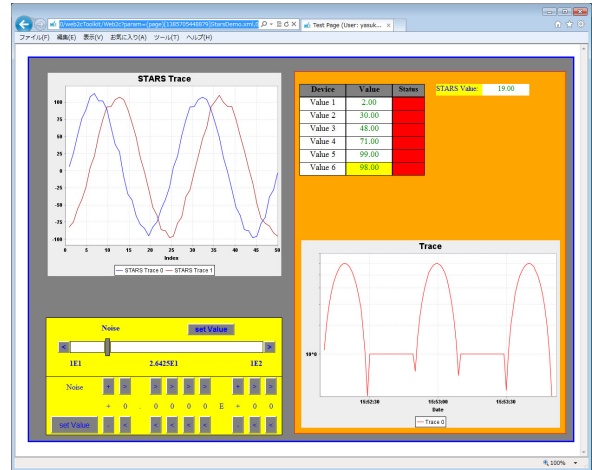 0/web2cToolkit/Web2c?param=(page)[1385705448879]StarsDemo.xml,0
Test Page (User: yasuk...
ファイル(F) 編集(E) 表示(V) お気に入り(A) ツール(T) ヘルプ(H)
STARS Trace
100
75
50
25
0
-25
-50
-75
-100
0 5 10 15 20 25 30 35 40 45 50
Index
STARS Trace 0 STARS Trace 1
Device Value Status
Value 1 2.00
Value 2 30.00
Value 3 48.00
Value 4 71.00
Value 5 99.00
Value 6 98.00
STARS Value: 19.00
Trace
10^0
15:52:30 15:53:00 15:53:30
Date
Trace 0
Noise set Value
< >
1E1 2.6425E1 1E2
Noise + > > > > > + > >
+ 0 . 0 0 0 0 E + 0 0
set Value - < < < < < - < <
100%